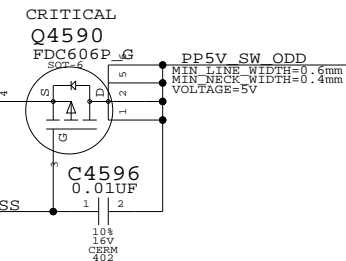 CRITICAL
Q4590
FDC606P_G
SOT-6
6
PP5V_SW_ODD
5
MIN_LINE_WIDTH=0.6mm
MIN_NECK_WIDTH=0.4mm
VOLTAGE=5V
4
S
D
2
1
G
3
C4596
0.01UF
SS
1
2
10%
16V
CERM
402